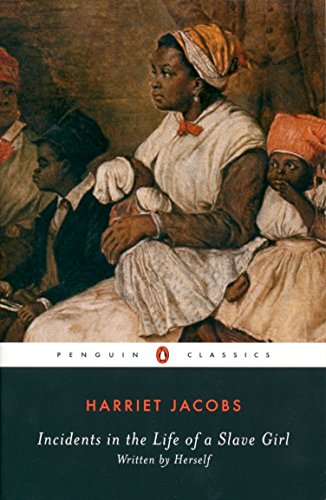 PENGUIN CLASSICS
HARRIET JACOBS
Incidents in the Life of a Slave Girl
Written by Herself